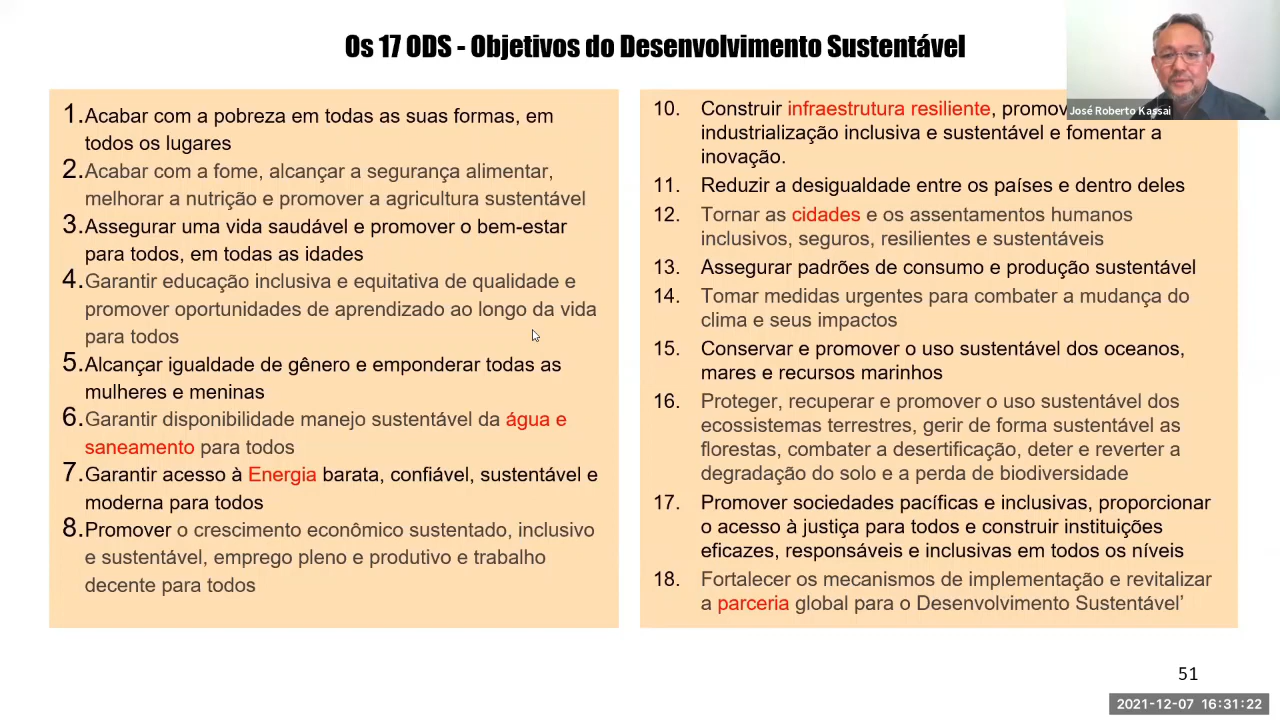 Os 17 ODS - Objetivos do Desenvolvimento Sustentável
1.Acabar com a pobreza em todas as suas formas, em
todos os lugares
2.Acabar com a fome, alcançar a segurança alimentar,
melhorar a nutrição e promover a agricultura sustentável
3.Assegurar uma vida saudável e promover o bem-estar
para todos, em todas as idades
4.Garantir educação inclusiva e equitativa de qualidade e
promover oportunidades de aprendizado ao longo da vida
para todos
5.Alcançar igualdade de gênero e emponderar todas as
mulheres e meninas
6.Garantir disponibilidade manejo sustentável da água e
saneamento para todos
7.Garantir acesso à Energia barata, confiável, sustentável e
moderna para todos
8.Promover o crescimento econômico sustentado, inclusivo
e sustentável, emprego pleno e produtivo e trabalho
decente para todos
10. Construir infraestrutura resiliente,
industrialização inclusiva e sustentável e fomentar a
inovação.
11. Reduzir a desigualdade entre os países e dentro deles
12. Tornar as cidades e os assentamentos humanos
inclusivos, seguros, resilientes e sustentáveis
13. Assegurar padrões de consumo e produção sustentável
14. Tomar medidas urgentes para combater a mudança do
clima e seus impactos
15. Conservar e promover o uso sustentável dos oceanos,
mares e recursos marinhos
16. Proteger, recuperar e promover o uso sustentável dos
ecossistemas terrestres, gerir de forma sustentável as
florestas, combater a desertificação, deter e reverter a
degradação do solo e a perda de biodiversidade
17. Promover sociedades pacíficas e inclusivas, proporcionar
o acesso à justiça para todos e construir instituições
eficazes, responsáveis e inclusivas em todos os níveis
18. Fortalecer os mecanismos de implementação e revitalizar
a parceria global para o Desenvolvimento Sustentável’
José Roberto Kassai
51
2021-12-07 16:31:22